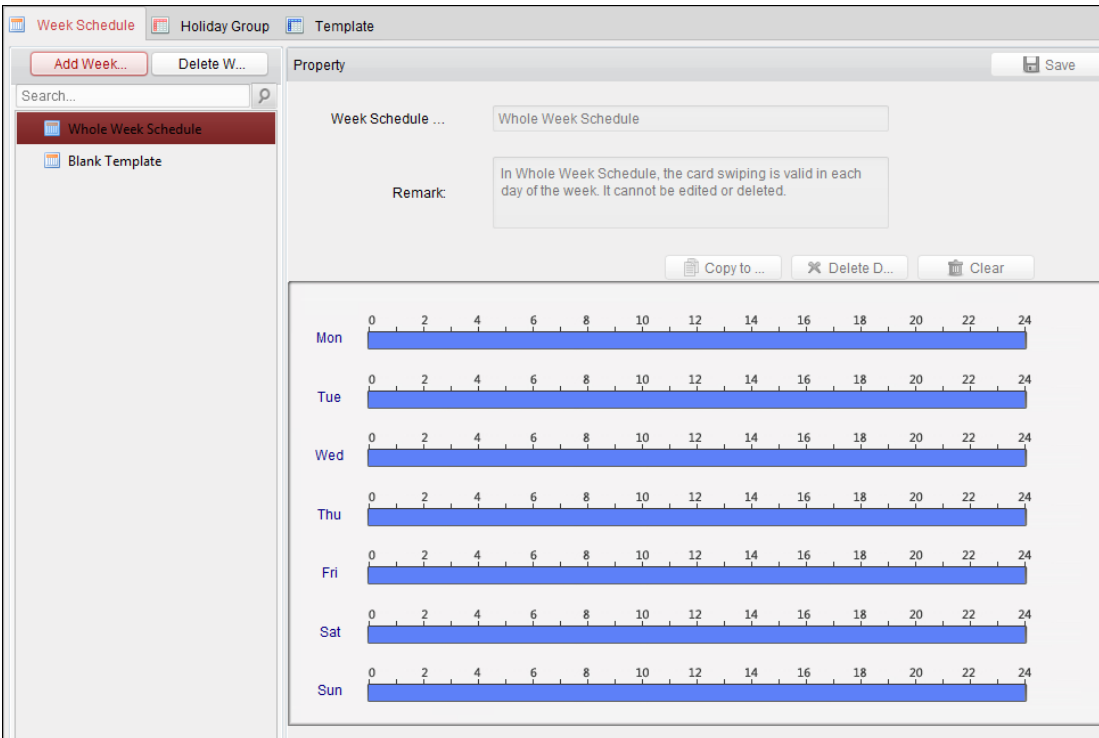 Week Schedule Holiday Group Template
Add Week... Delete W...
Property Save
Search...
Week Schedule ... Whole Week Schedule
Whole Week Schedule
Blank Template
Remark: In Whole Week Schedule, the card swiping is valid in each
day of the week. It cannot be edited or deleted.
Copy to ... Delete D... Clear
0 2 4 6 8 10 12 14 16 18 20 22 24
Mon
0 2 4 6 8 10 12 14 16 18 20 22 24
Tue
0 2 4 6 8 10 12 14 16 18 20 22 24
Wed
0 2 4 6 8 10 12 14 16 18 20 22 24
Thu
0 2 4 6 8 10 12 14 16 18 20 22 24
Fri
0 2 4 6 8 10 12 14 16 18 20 22 24
Sat
0 2 4 6 8 10 12 14 16 18 20 22 24
Sun